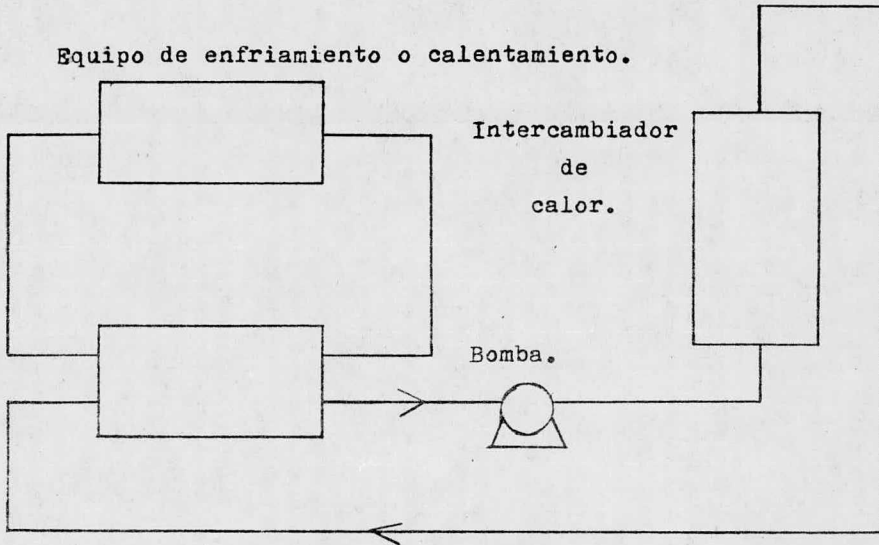 Equipo de enfriamiento o calentamiento.
Intercambiador
de
calor.
Bomba.